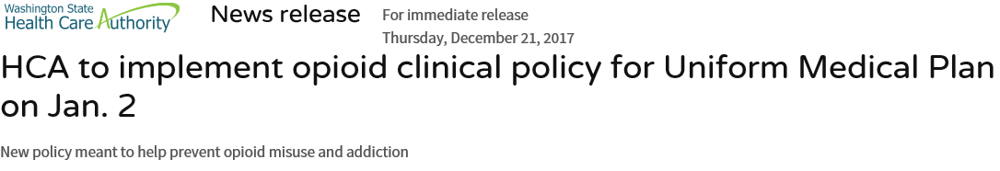 Washington State
Health Care Authority
News release
For immediate release
Thursday, December 21, 2017
HCA to implement opioid clinical policy for Uniform Medical Plan
on Jan. 2
New policy meant to help prevent opioid misuse and addiction